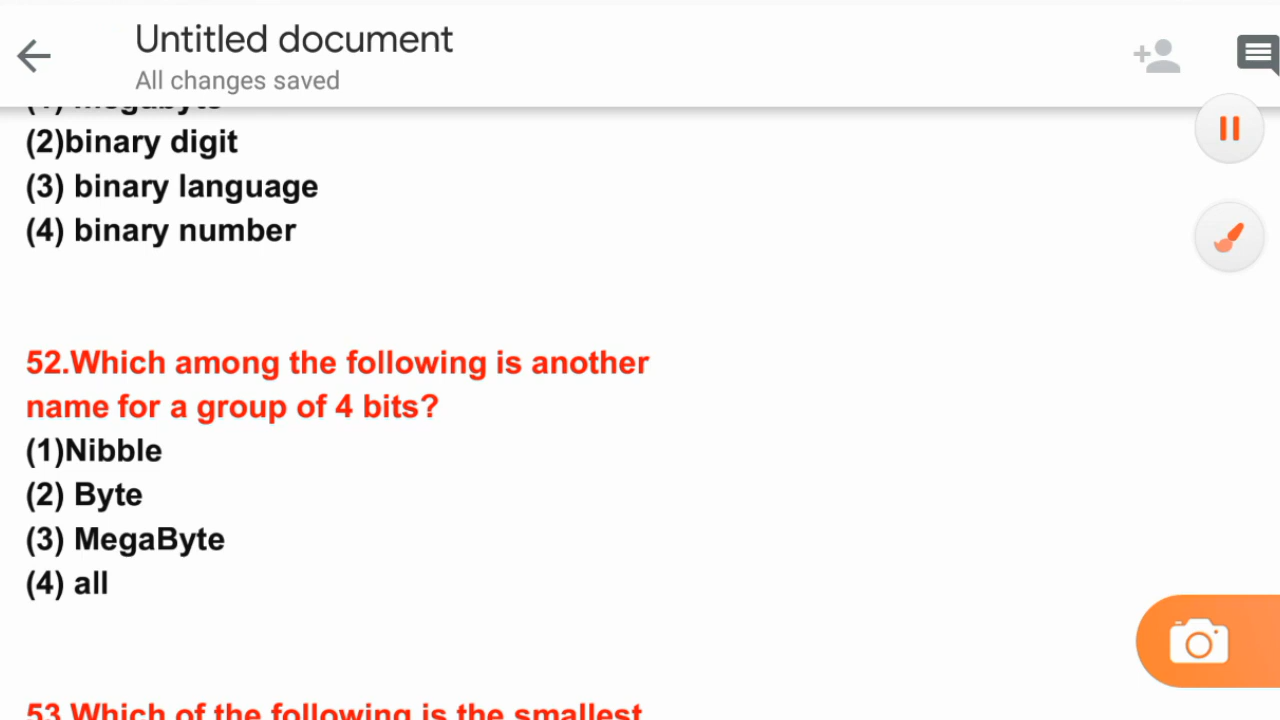 Untitled document
All changes saved
(1) megabyte
(2)binary digit
(3) binary language
(4) binary number
52.Which among the following is another
name for a group of 4 bits?
(1)Nibble
(2) Byte
(3) MegaByte
(4) all
53.Which of the following is the smallest